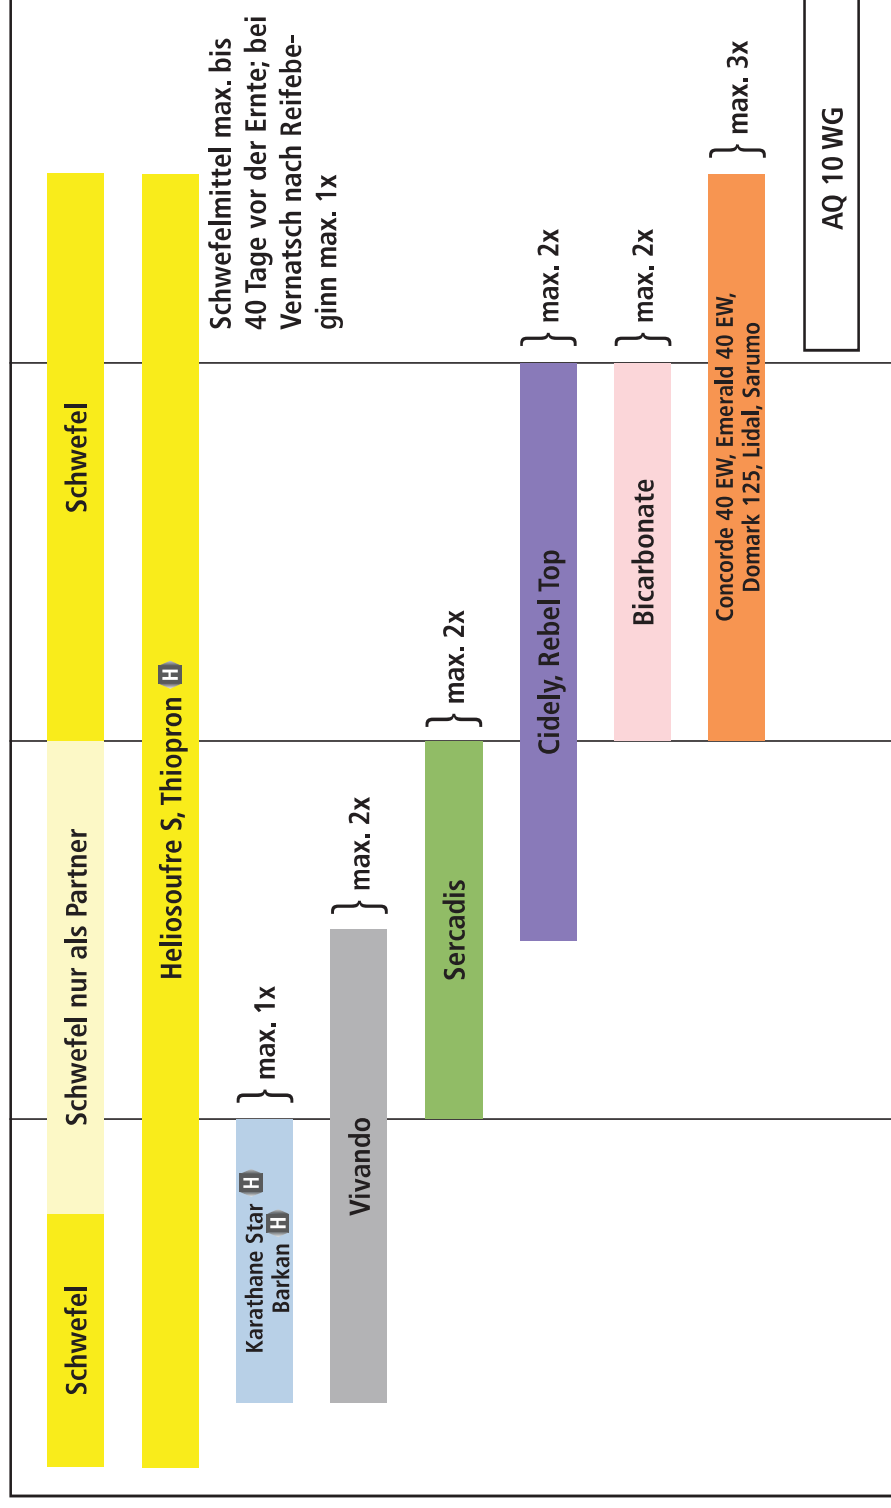 Schwefel
Schwefel nur als Partner
Schwefel
Heliosoufre S, Thiopron H
Schwefelmittel max. bis
40 Tage vor der Ernte; bei
Vernatsch nach Reifebe-
ginn max. 1x
Karathane Star H
Barkan H
max. 1x
Vivando
max. 2x
Sercadis
max. 2x
Cidely, Rebel Top
max. 2x
Bicarbonate
max. 2x
Concorde 40 EW, Emerald 40 EW,
Domark 125, Lidal, Sarumo
max. 3x
AQ 10 WG